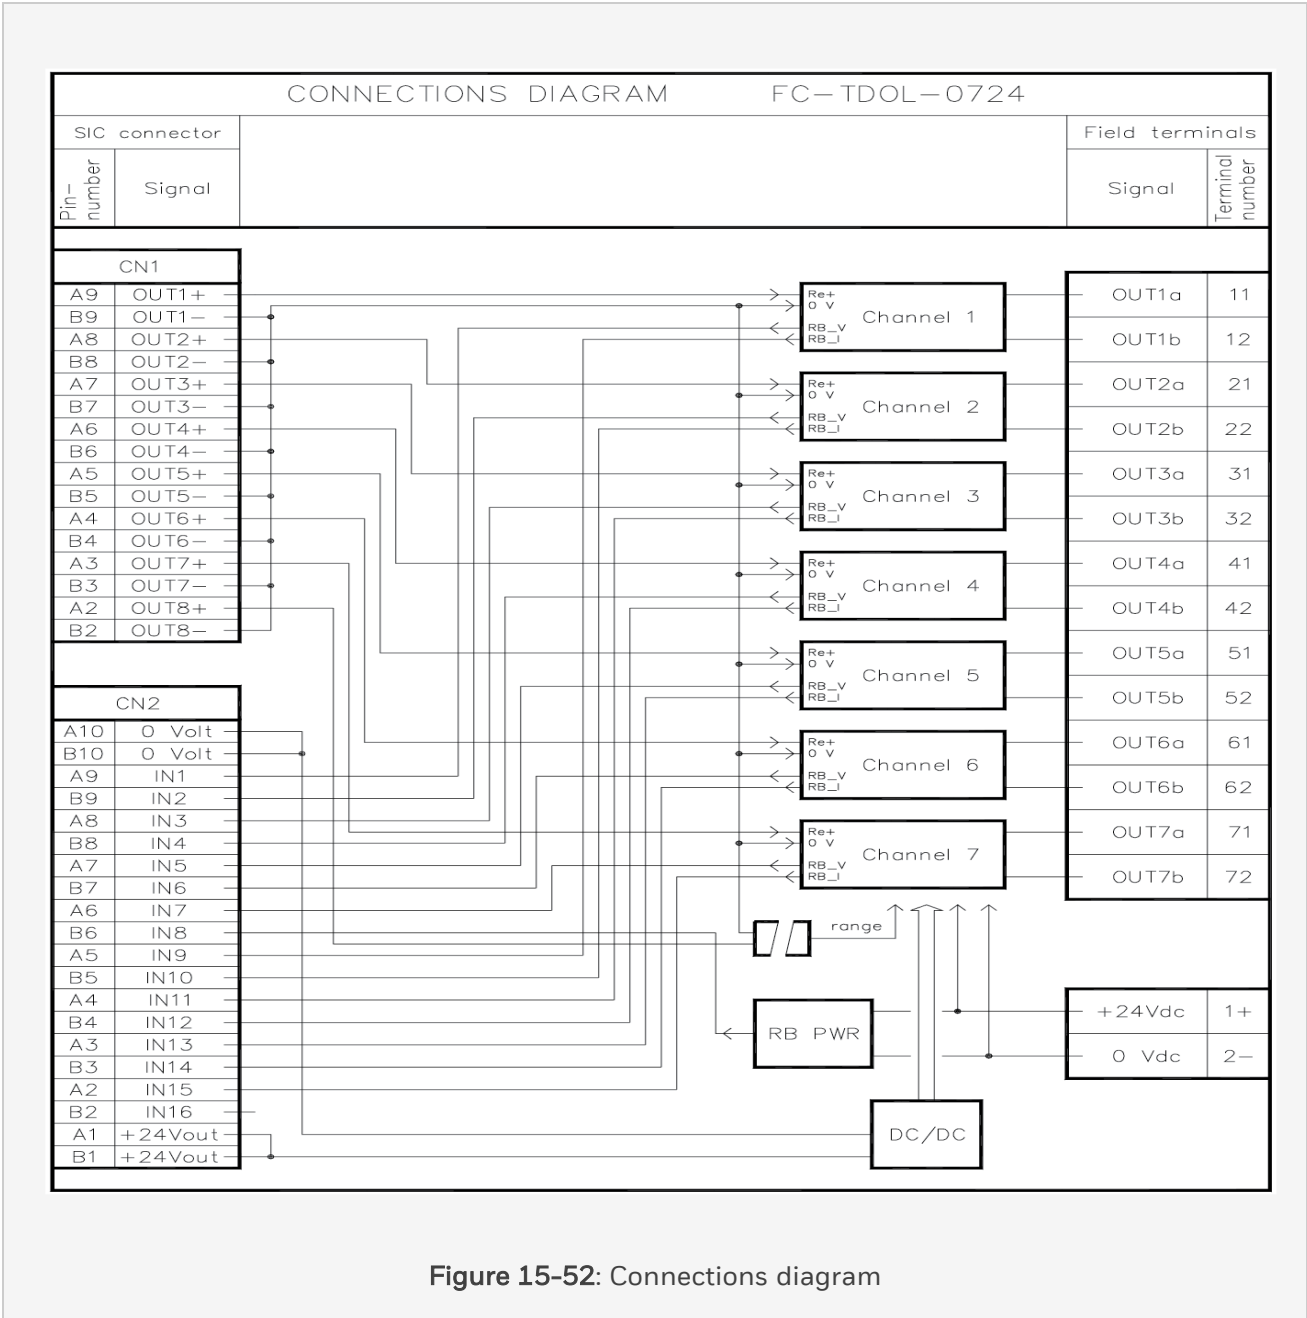 CONNECTIONS DIAGRAM FC-TDOL-0724
SIC connector
Field terminals
Pin-number
Signal
Signal
Terminal number
CN1
A9 OUT1+
B9 OUT1-
A8 OUT2+
B8 OUT2-
A7 OUT3+
B7 OUT3-
A6 OUT4+
B6 OUT4-
A5 OUT5+
B5 OUT5-
A4 OUT6+
B4 OUT6-
A3 OUT7+
B3 OUT7-
A2 OUT8+
B2 OUT8-
CN2
A10 0 Volt
B10 0 Volt
A9 IN1
B9 IN2
A8 IN3
B8 IN4
A7 IN5
B7 IN6
A6 IN7
B6 IN8
A5 IN9
B5 IN10
A4 IN11
B4 IN12
A3 IN13
B3 IN14
A2 IN15
B2 IN16
A1 +24Vout
B1 +24Vout
Re+
0 V
RB_V
RB_I
Channel 1
Re+
0 V
RB_V
RB_I
Channel 2
Re+
0 V
RB_V
RB_I
Channel 3
Re+
0 V
RB_V
RB_I
Channel 4
Re+
0 V
RB_V
RB_I
Channel 5
Re+
0 V
RB_V
RB_I
Channel 6
Re+
0 V
RB_V
RB_I
Channel 7
range
RB PWR
DC/DC
OUT1a 11
OUT1b 12
OUT2a 21
OUT2b 22
OUT3a 31
OUT3b 32
OUT4a 41
OUT4b 42
OUT5a 51
OUT5b 52
OUT6a 61
OUT6b 62
OUT7a 71
OUT7b 72
+24Vdc 1+
0 Vdc 2-
Figure 15-52: Connections diagram